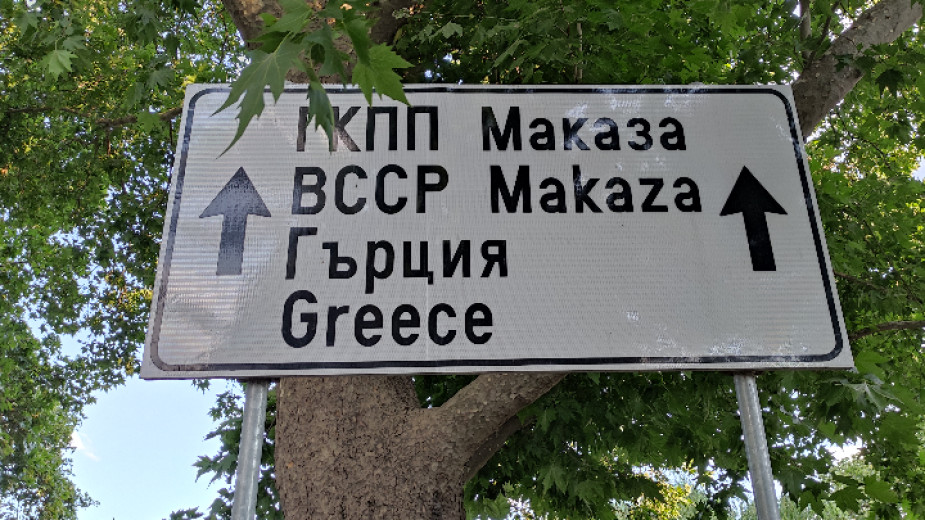 ГКПП Маказа
BCCP Makaza
Гърция
Greece